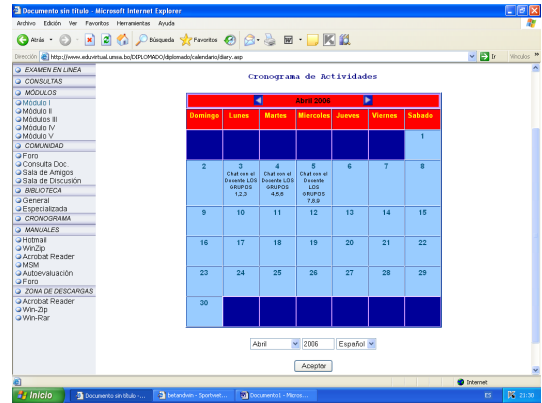 Documento sin título - Microsoft Internet Explorer
Archivo Edición Ver Favoritos Herramientas Ayuda
Atrás Búsqueda Favoritos
Dirección http://www.eduvirtual.umsa.bo/DIPLOMADO/diplomado/calendario/diary.asp Ir Vínculos »
EXAMEN EN LINEA
CONSULTAS
MÓDULOS
Módulo I
Módulo II
Módulos III
Módulo IV
Módulo V
COMUNIDAD
Foro
Consulta Doc.
Sala de Amigos
Sala de Discusión
BIBLIOTECA
General
Especializada
CRONOGRAMA
MANUALES
Hotmail
WinZip
Acrobat Reader
MSM
Autoevaluación
Foro
ZONA DE DESCARGAS
Acrobat Reader
Win-Zip
Win-Rar
Cronograma de Actividades
Abril 2006
Domingo Lunes Martes Miercoles Jueves Viernes Sabado
1
2 3 4 5 6 7 8
Chat con el Docente LOS GRUPOS 1,2,3
Chat con el Docente LOS GRUPOS 4,5,6
Chat con el Docente LOS GRUPOS 7,8,9
9 10 11 12 13 14 15
16 17 18 19 20 21 22
23 24 25 26 27 28 29
30
Abril 2006 Español
Aceptar
Internet
Inicio Documento sin título -... betandwin - Sportwet... Documento1 - Micros... ES 21:30